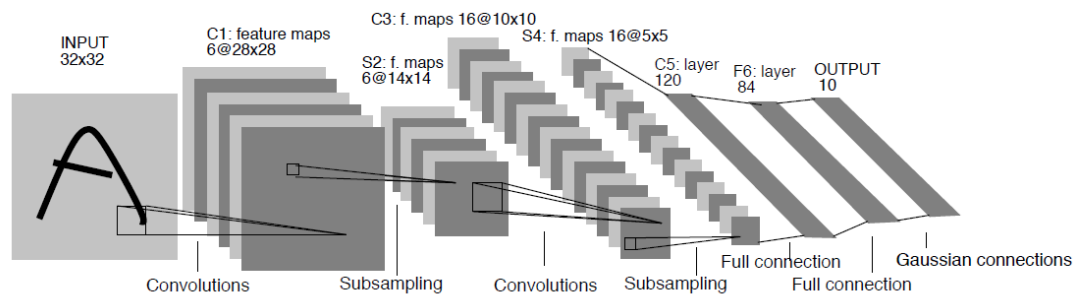 INPUT
32x32
C1: feature maps
6@28x28
S2: f. maps
6@14x14
C3: f. maps 16@10x10
S4: f. maps 16@5x5
C5: layer
120
F6: layer
84
OUTPUT
10
Convolutions
Subsampling
Convolutions
Subsampling
Full connection
Full connection
Gaussian connections